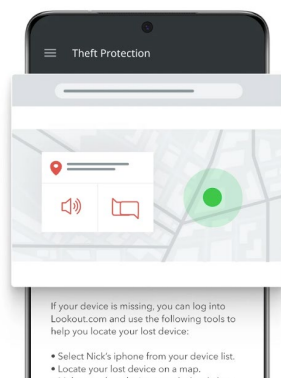 Theft Protection
If your device is missing, you can log into
Lookout.com and use the following tools to
help you locate your lost device:
• Select Nick's iphone from your device list.
• Locate your lost device on a map.